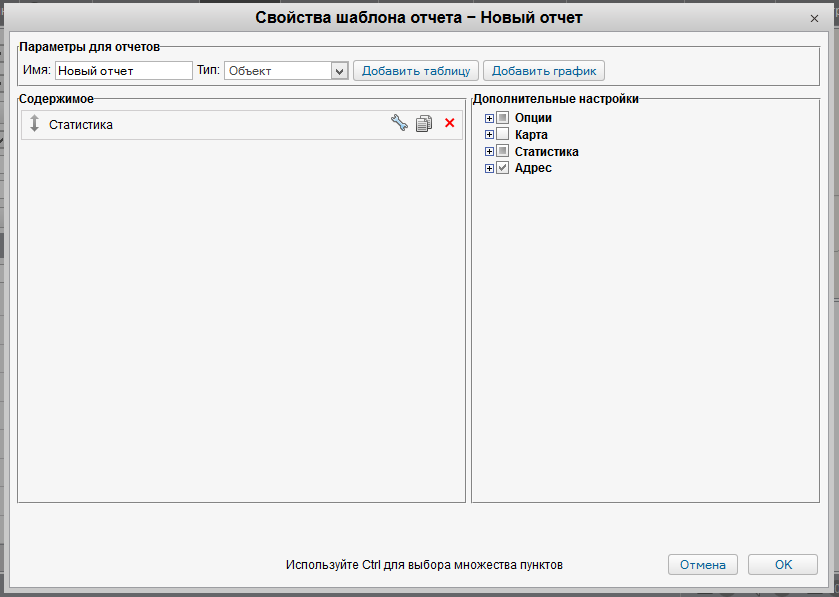 Свойства шаблона отчета – Новый отчет
Параметры для отчетов
Имя: Новый отчет Тип: Объект Добавить таблицу Добавить график
Содержимое
Статистика
Дополнительные настройки
Опции
Карта
Статистика
Адрес
Используйте Ctrl для выбора множества пунктов
Отмена OK